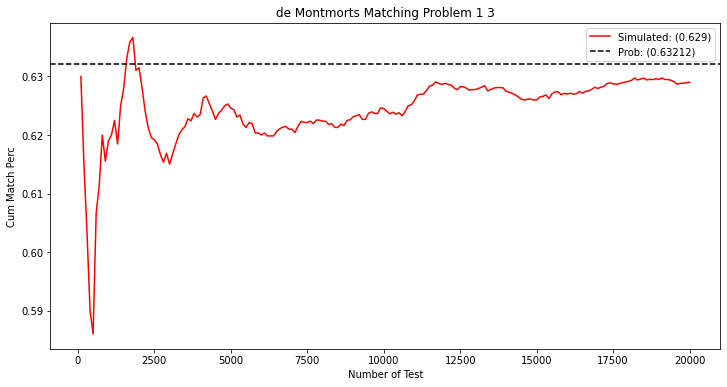 de Montmorts Matching Problem 1 3
Simulated: (0.629)
Prob: (0.63212)
Cum Match Perc
0.63
0.62
0.61
0.60
0.59
0
2500
5000
7500
10000
12500
15000
17500
20000
Number of Test